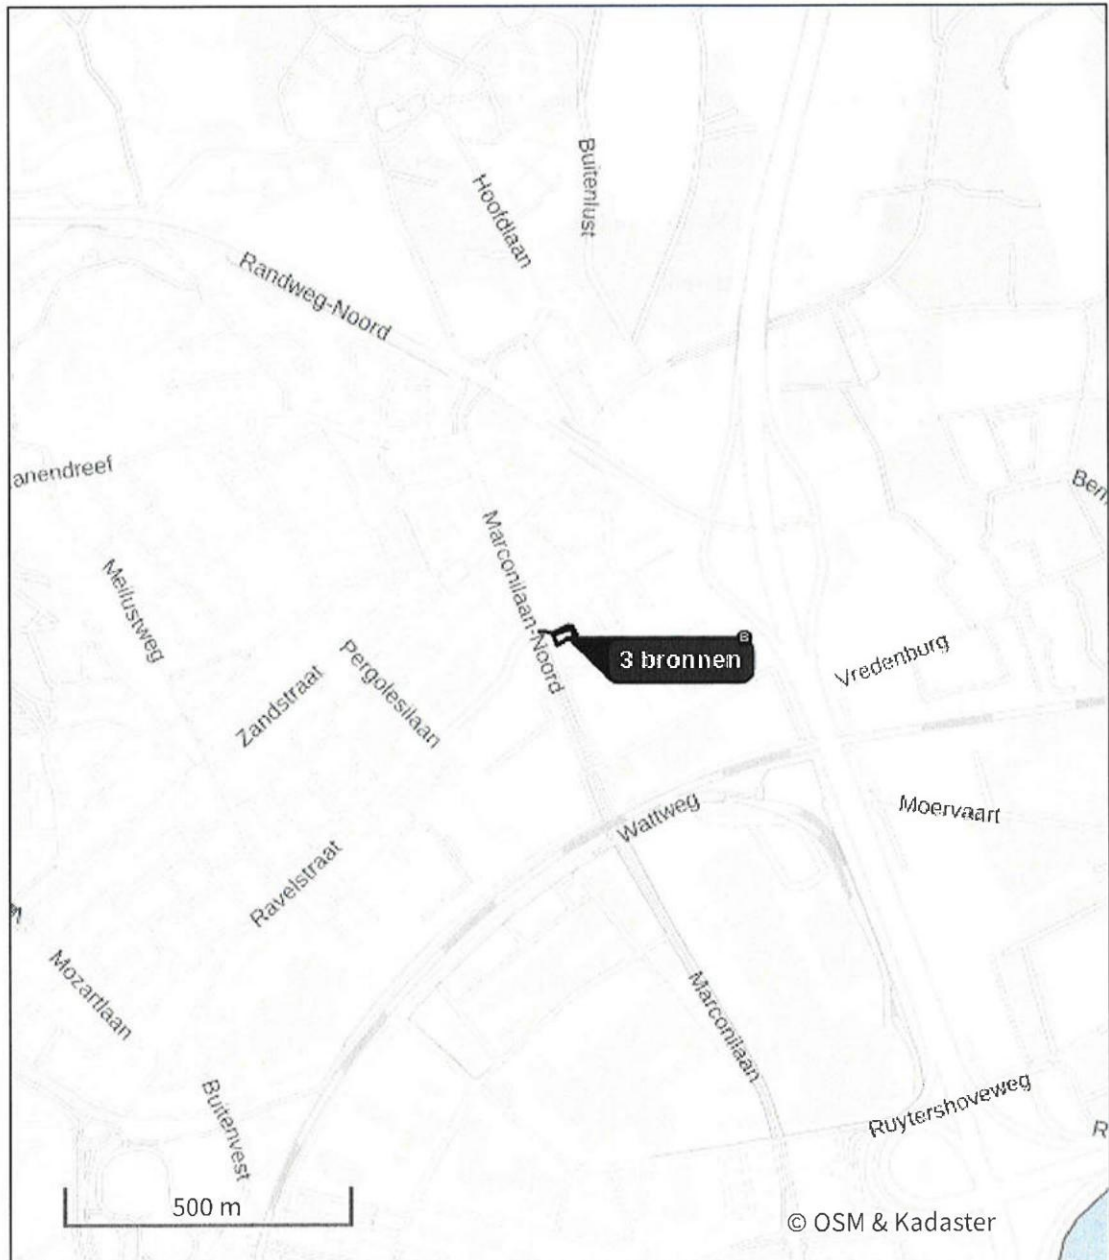 Buitenlust
Hoofdlaan
Randweg-Noord
anendreef
Ber
Marconilaan-Noord
Meilustweg
B
3 bronnen
Vredenburg
Pergolesilaan
Zandstraat
Moervaart
Wattweg
Ravelstraat
Mozartlaan
Marconilaan
Buitenvest
Ruytershoveweg
R
500 m
© OSM & Kadaster